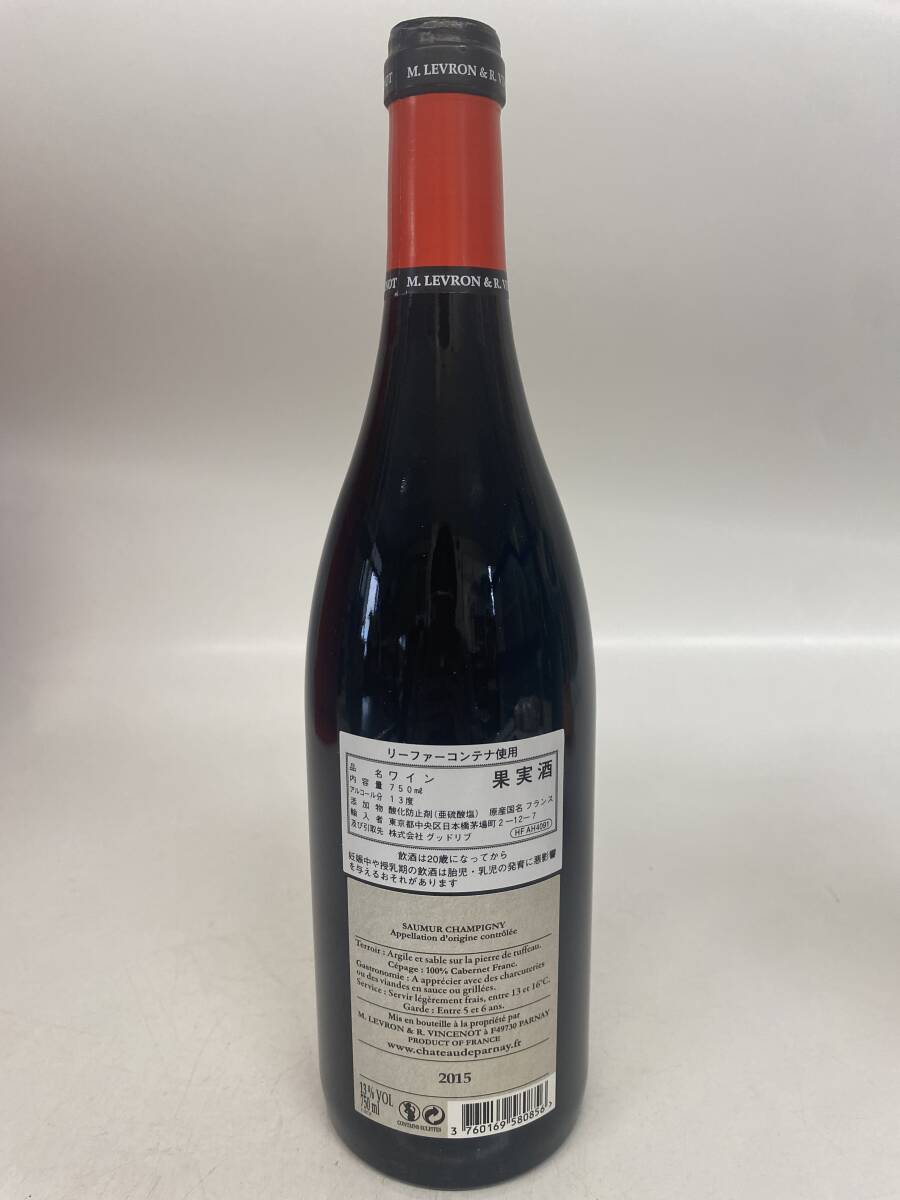 OT M. LEVRON & R. V
NOT M. LEVRON & R. VI
リーファーコンテナ使用
品名 ワイン 果実酒
内容量 750㎖
アルコール分 13度
添加物 酸化防止剤(亜硫酸塩) 原産国名 フランス
輸入者 東京都中央区日本橋茅場町2-12-7
及び引取先 株式会社グッドリブ HF AH4091
飲酒は20歳になってから
妊娠中や授乳期の飲酒は胎児・乳児の発育に悪影響
を与えるおそれがあります
SAUMUR CHAMPIGNY
Appellation d'origine contrôlée
Terroir : Argile et sable sur la pierre de tuffeau.
Cépage : 100% Cabernet Franc.
Gastronomie : A apprécier avec des charcuteries
ou des viandes en sauce ou grillées.
Service : Servir légèrement frais, entre 13 et 16°C.
Garde : Entre 5 et 6 ans.
Mis en bouteille à la propriété par
M. LEVRON & R. VINCENOT à F49730 PARNAY
PRODUCT OF FRANCE
www.chateaudeparnay.fr
2015
13% VOL
750 ml
CONTAINS SULFITES
3 760169 580856 >